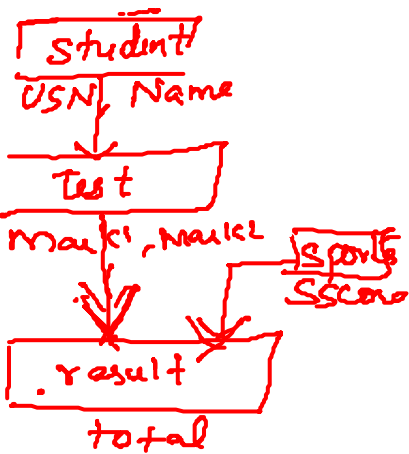 Student
USN Name
Test
Mark1, Mark2
Sports
SScore
result
total